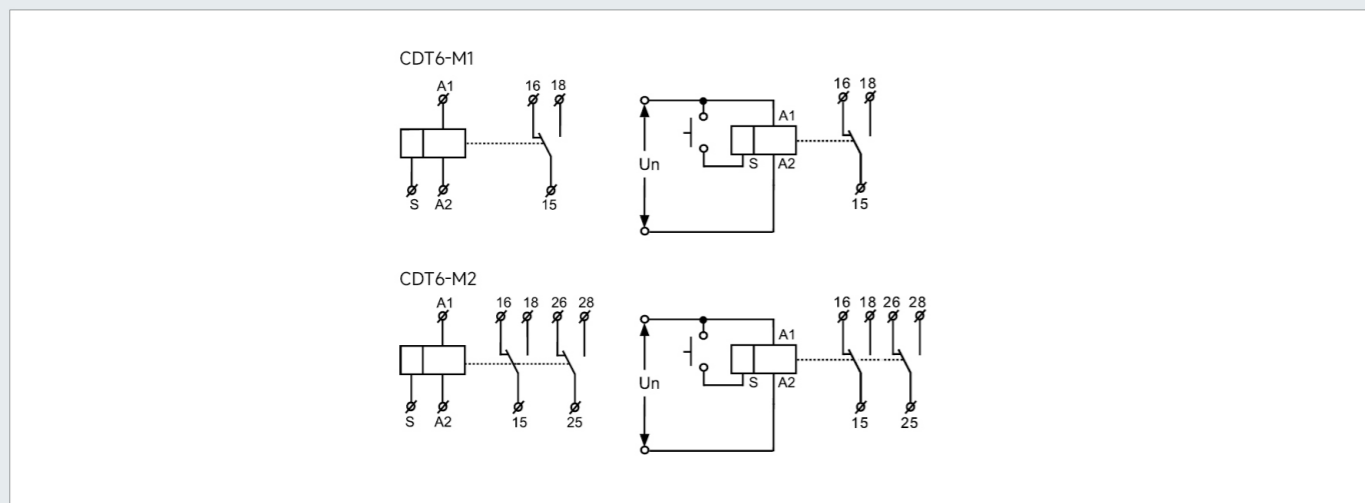 CDT6-M1
A1 16 18
S A2 15
16 18
A1
Un S A2
15
CDT6-M2
A1 16 18 26 28
S A2 15 25
16 18 26 28
A1
Un S A2
15 25